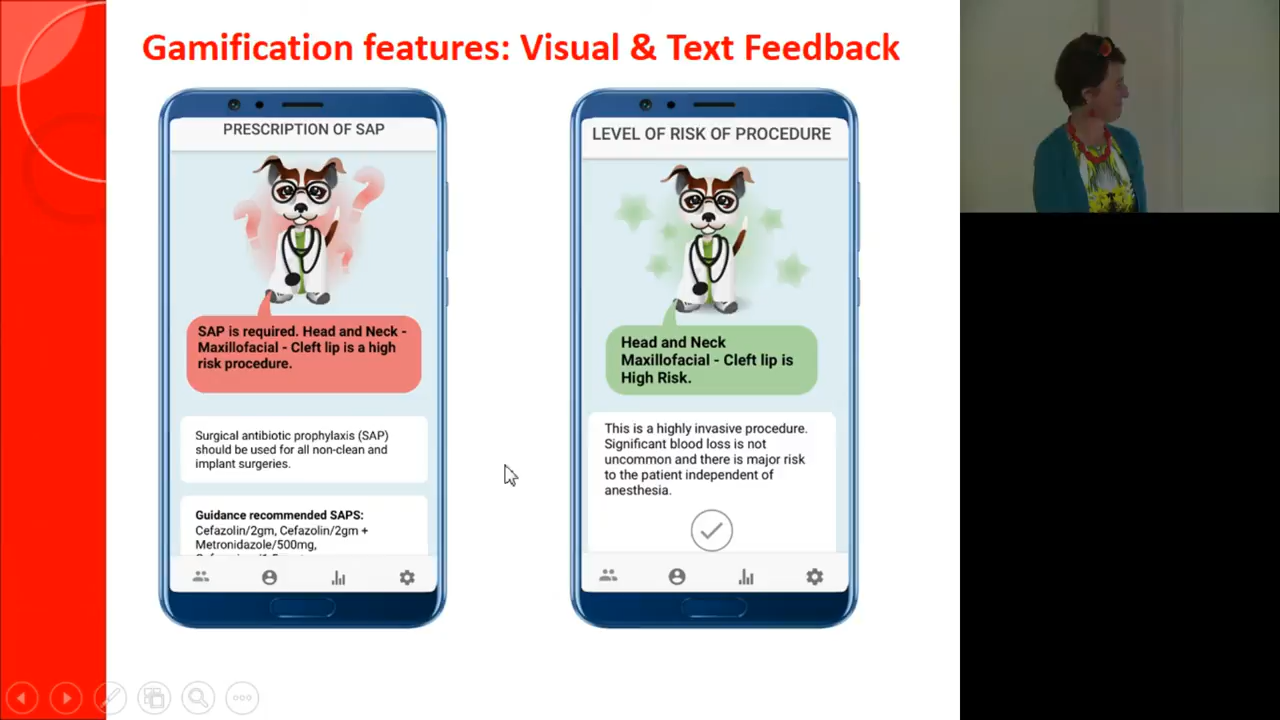 Gamification features: Visual & Text Feedback
PRESCRIPTION OF SAP
SAP is required. Head and Neck -
Maxillofacial - Cleft lip is a high
risk procedure.
Surgical antibiotic prophylaxis (SAP)
should be used for all non-clean and
implant surgeries.
Guidance recommended SAPS:
Cefazolin/2gm, Cefazolin/2gm +
Metronidazole/500mg,
LEVEL OF RISK OF PROCEDURE
Head and Neck
Maxillofacial - Cleft lip is
High Risk.
This is a highly invasive procedure.
Significant blood loss is not
uncommon and there is major risk
to the patient independent of
anesthesia.